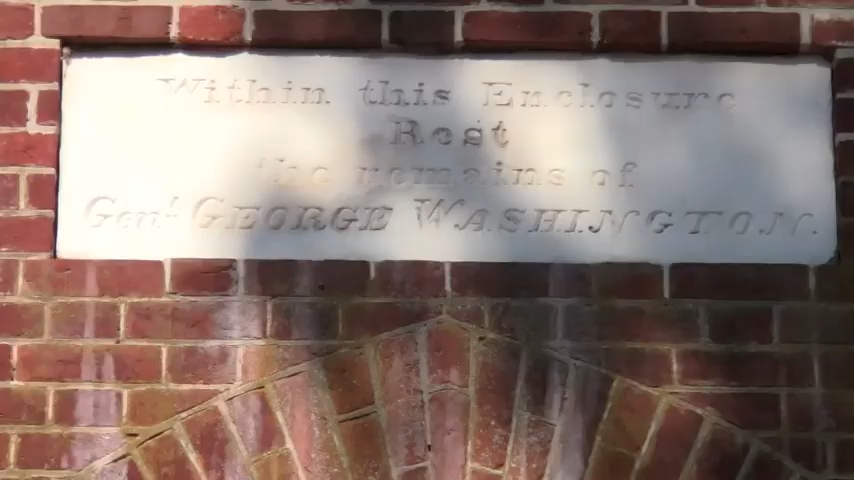 Within this Enclosure
Rest
the remains of
Genl. GEORGE WASHINGTON.